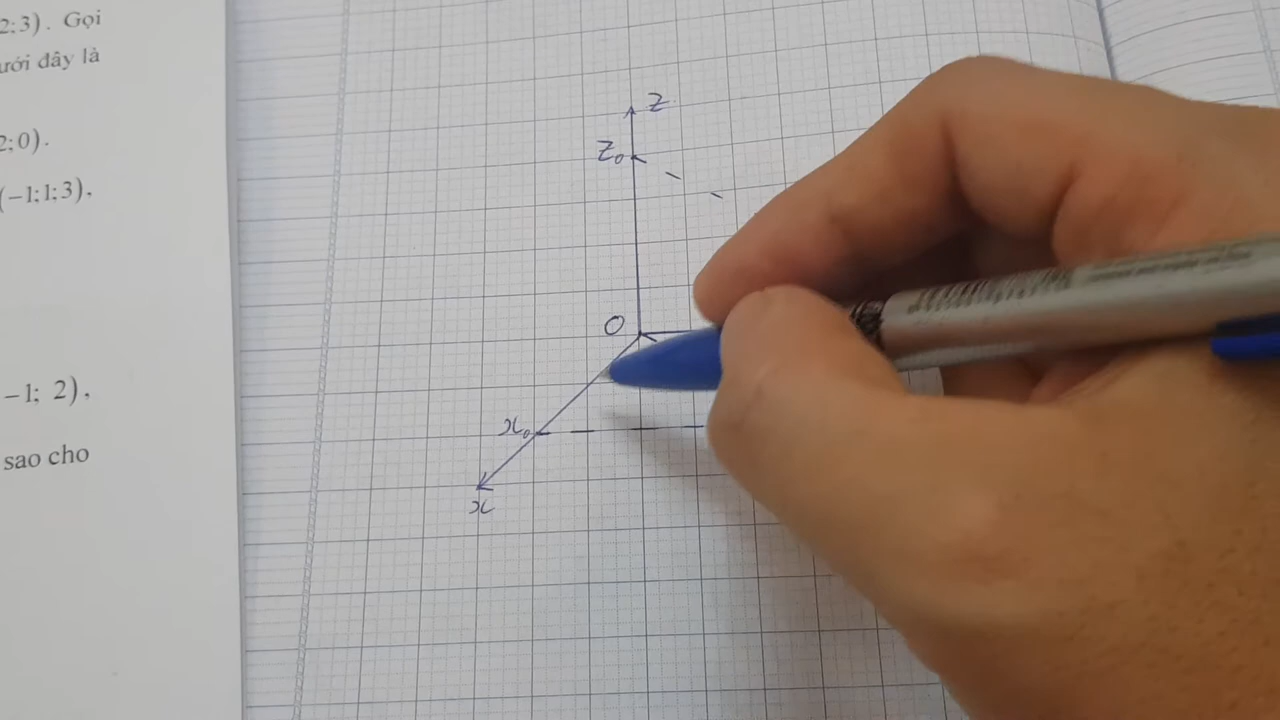 2;3). Gọi
ưới đây là
2;0).
(−1;1;3),
−1; 2),
sao cho
z
z₀
O
x₀
x